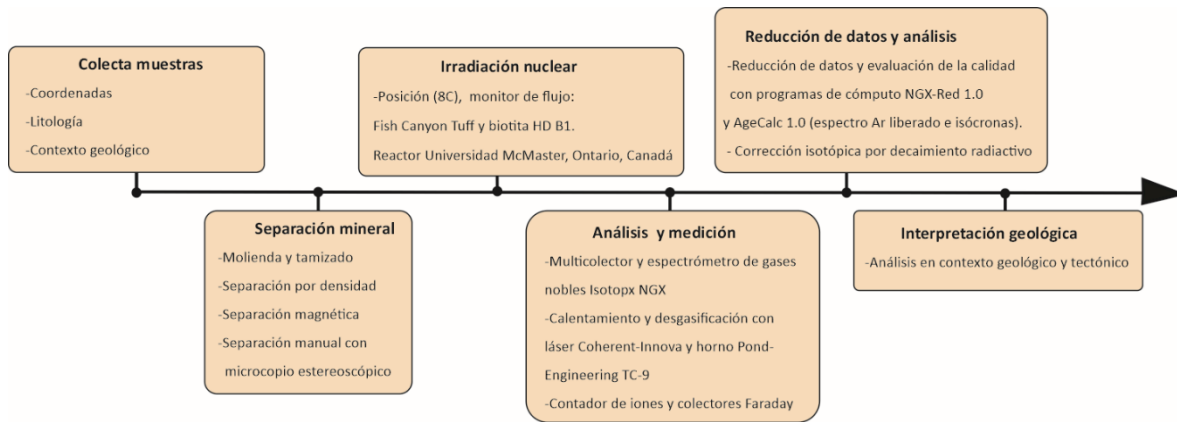 Colecta muestras
-Coordenadas
-Litología
-Contexto geológico
Separación mineral
-Molienda y tamizado
-Separación por densidad
-Separación magnética
-Separación manual con
microcopio estereoscópico
Irradiación nuclear
-Posición (8C), monitor de flujo:
Fish Canyon Tuff y biotita HD B1.
Reactor Universidad McMaster, Ontario, Canadá
Análisis y medición
-Multicolector y espectrómetro de gases
nobles Isotopx NGX
-Calentamiento y desgasificación con
láser Coherent-Innova y horno Pond-
Engineering TC-9
-Contador de iones y colectores Faraday
Reducción de datos y análisis
-Reducción de datos y evaluación de la calidad
con programas de cómputo NGX-Red 1.0
y AgeCalc 1.0 (espectro Ar liberado e isócronas).
- Corrección isotópica por decaimiento radiactivo
Interpretación geológica
-Análisis en contexto geológico y tectónico